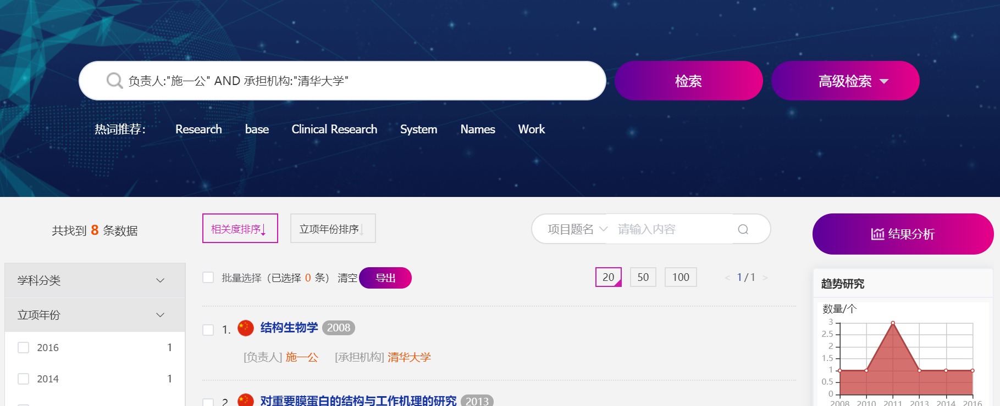 负责人:"施一公" AND 承担机构:"清华大学"
检索
高级检索
热词推荐： Research base Clinical Research System Names Work
共找到 8 条数据
相关度排序↓ 立项年份排序↓
项目题名 请输入内容
结果分析
学科分类
立项年份
2016 1
2014 1
批量选择（已选择 0 条） 清空 导出
20 50 100 < 1/1 >
1. 结构生物学 2008
[负责人] 施一公 [承担机构] 清华大学
2. 对重要膜蛋白的结构与工作机理的研究 2013
趋势研究
数量/个
3
2.5
2
1.5
1
0.5
0
2008 2010 2011 2013 2014 2016